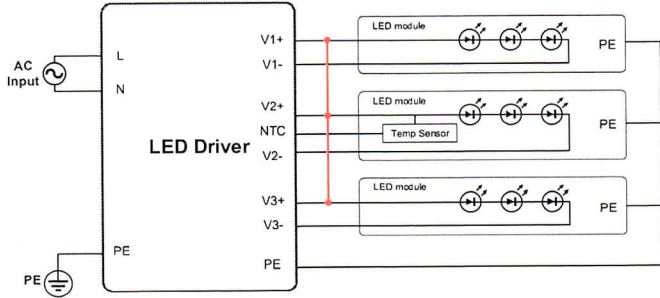 AC
Input
L
N
PE
PE
LED Driver
V1+
V1-
V2+
NTC
V2-
V3+
V3-
PE
LED module
PE
LED module
Temp Sensor
PE
LED module
PE